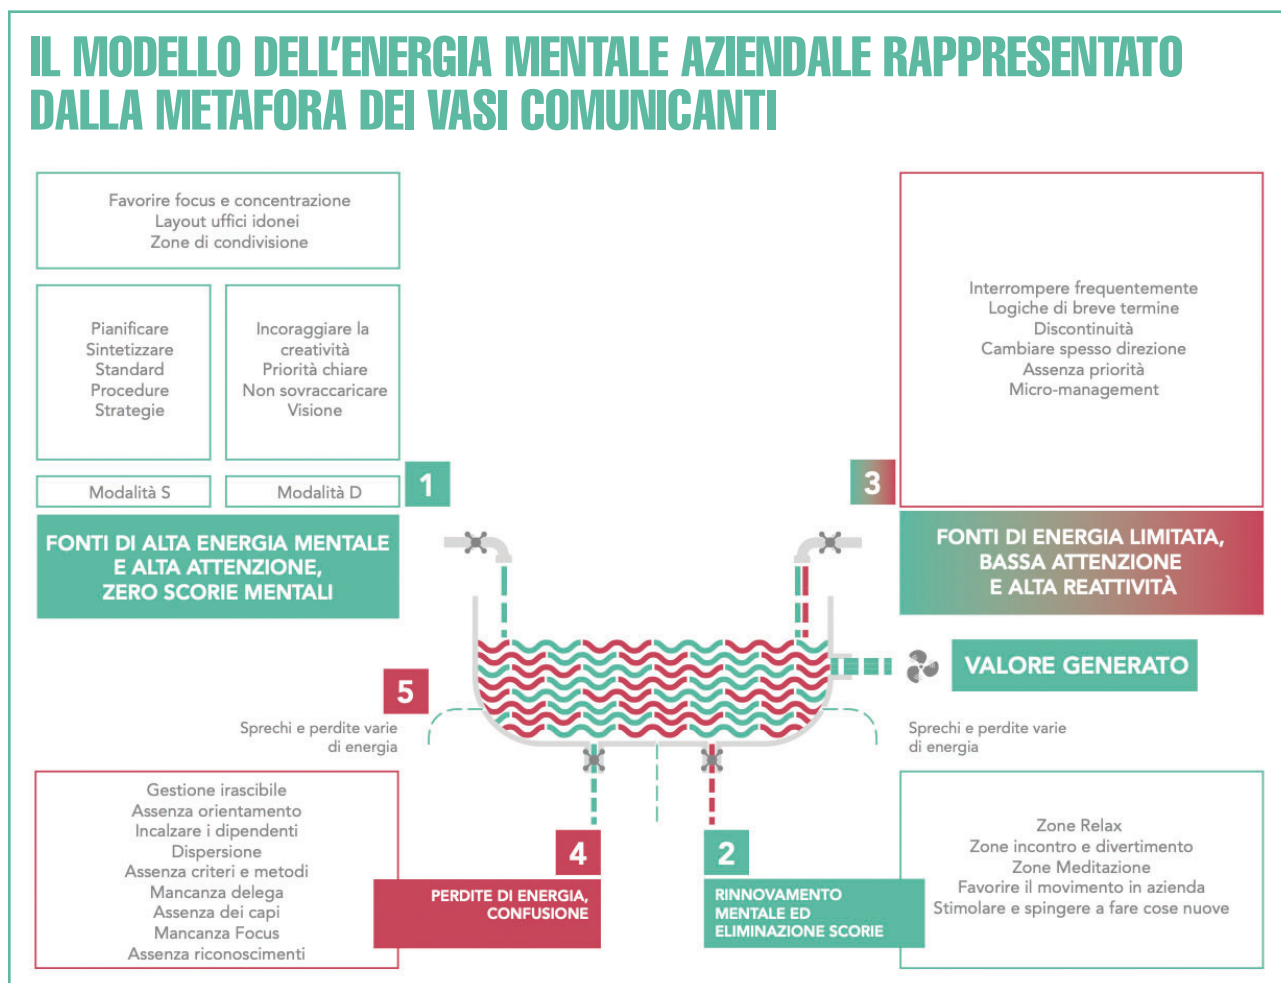 IL MODELLO DELL'ENERGIA MENTALE AZIENDALE RAPPRESENTATO
DALLA METAFORA DEI VASI COMUNICANTI
Favorire focus e concentrazione
Layout uffici idonei
Zone di condivisione
Pianificare
Sintetizzare
Standard
Procedure
Strategie
Incoraggiare la
creatività
Priorità chiare
Non sovraccaricare
Visione
Modalità S
Modalità D
1
FONTI DI ALTA ENERGIA MENTALE
E ALTA ATTENZIONE,
ZERO SCORIE MENTALI
Interrompere frequentemente
Logiche di breve termine
Discontinuità
Cambiare spesso direzione
Assenza priorità
Micro-management
3
FONTI DI ENERGIA LIMITATA,
BASSA ATTENZIONE
E ALTA REATTIVITÀ
VALORE GENERATO
5
Sprechi e perdite varie
di energia
Sprechi e perdite varie
di energia
Gestione irascibile
Assenza orientamento
Incalzare i dipendenti
Dispersione
Assenza criteri e metodi
Mancanza delega
Assenza dei capi
Mancanza Focus
Assenza riconoscimenti
4
PERDITE DI ENERGIA,
CONFUSIONE
2
RINNOVAMENTO
MENTALE ED
ELIMINAZIONE SCORIE
Zone Relax
Zone incontro e divertimento
Zone Meditazione
Favorire il movimento in azienda
Stimolare e spingere a fare cose nuove